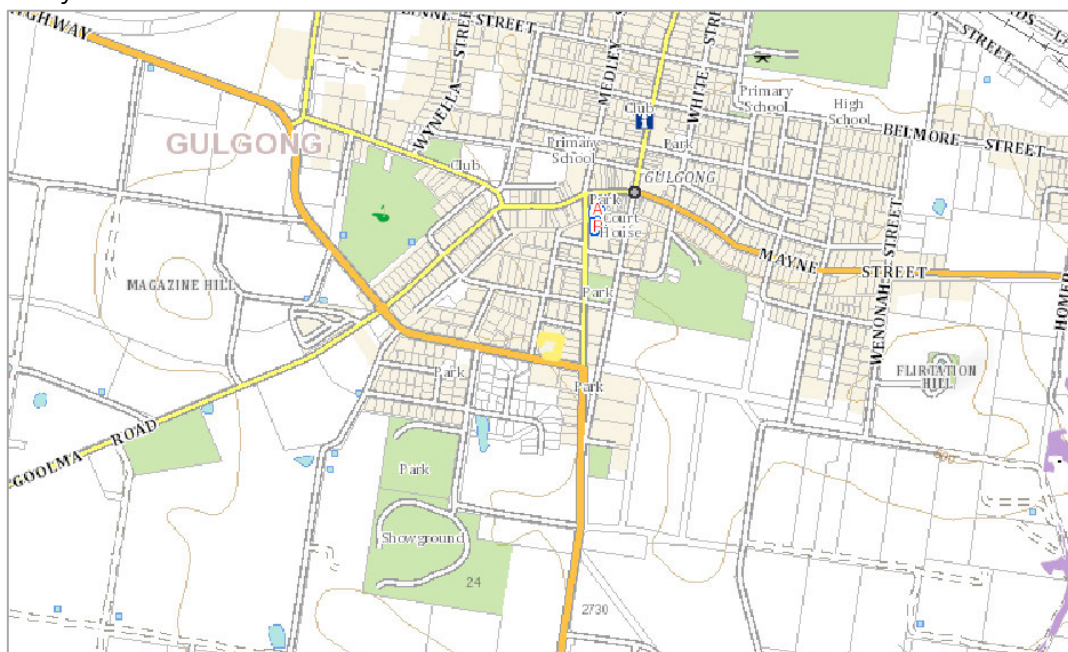 HIGHWAY
STREET
WYNELLA STREET
MEDLEY
WHITE STREET
STREET
Primary
School
High
School
Club
BELMORE STREET
GULGONG
Club
Primary
School
Park
GULGONG
Park
A
Court
House
MAYNE STREET
WENONAH STREET
MAGAZINE HILL
Park
FLIRTATION
HILL
Park
Park
GOOLMA ROAD
Park
Showground
24
2730